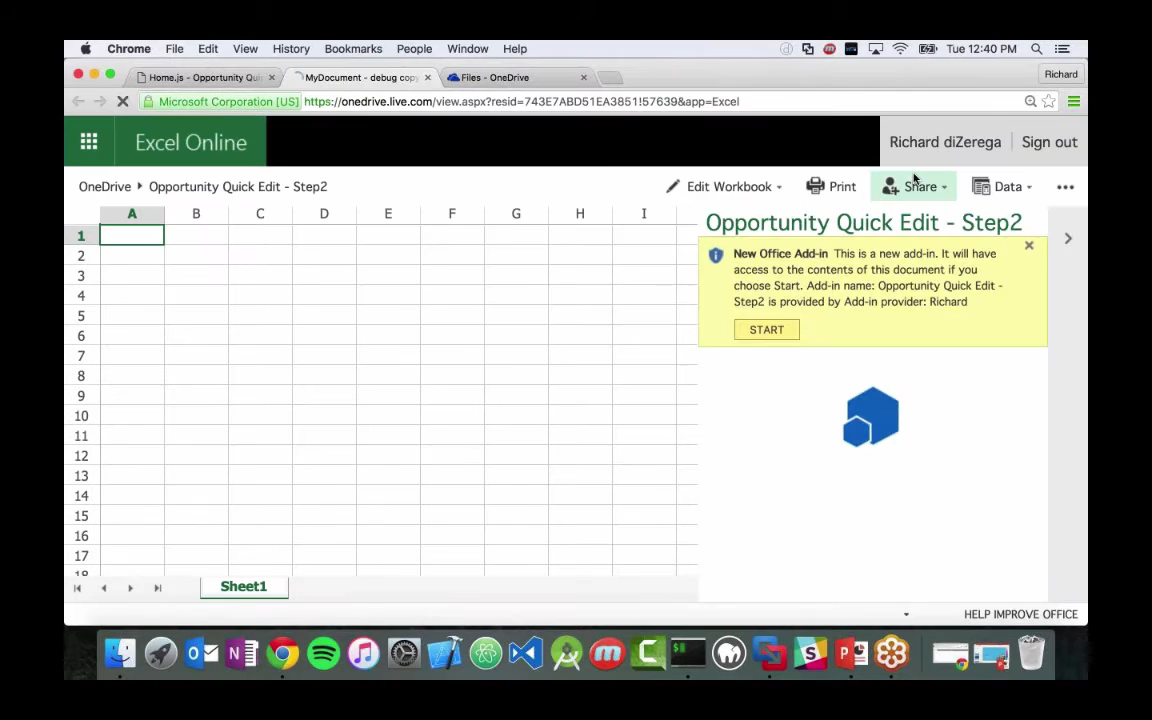 Chrome File Edit View History Bookmarks People Window Help Tue 12:40 PM
Home.js - Opportunity Qui MyDocument - debug copy Files - OneDrive Richard
Microsoft Corporation [US] https://onedrive.live.com/view.aspx?resid=743E7ABD51EA3851!57639&app=Excel
Excel Online Richard diZerega Sign out
OneDrive Opportunity Quick Edit - Step2 Edit Workbook Print Share Data
A B C D E F G H I
Opportunity Quick Edit - Step2
New Office Add-in This is a new add-in. It will have
access to the contents of this document if you
choose Start. Add-in name: Opportunity Quick Edit -
Step2 is provided by Add-in provider: Richard
START
1
2
3
4
5
6
7
8
9
10
11
12
13
14
15
16
17
18
Sheet1
HELP IMPROVE OFFICE